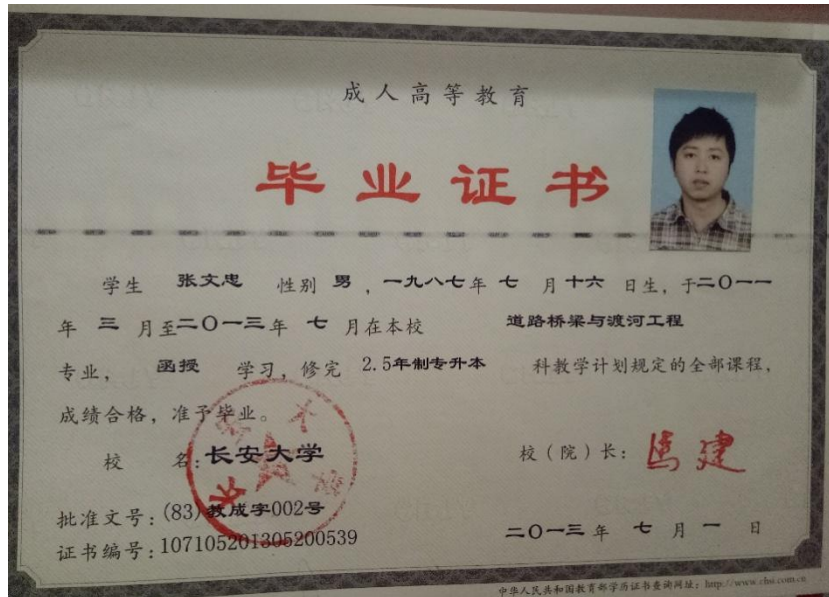 成人高等教育
毕业证书
学生 张文忠 性别 男 ，一九八七年 七 月十六 日生，于二〇一一
年 三 月至二〇一三年 七 月在本校 道路桥梁与渡河工程
专业， 函授 学习，修完 2.5年制专升本 科教学计划规定的全部课程，
成绩合格，准予毕业。
校 名：长安大学 校（院）长：
批准文号：(83)教成字002号
证书编号：107105201305200539 二〇一三 年 七 月 一 日
中华人民共和国教育部学历证书查询网址：http://www.chsi.com.cn